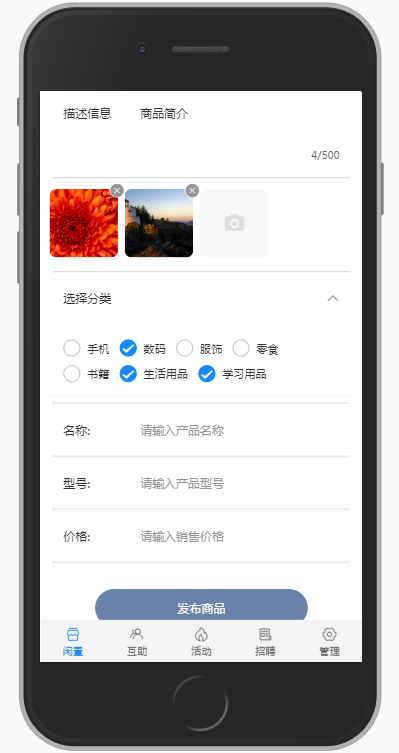 描述信息 商品简介
4/500
选择分类
手机 数码 服饰 零食
书籍 生活用品 学习用品
名称: 请输入产品名称
型号: 请输入产品型号
价格: 请输入销售价格
发布商品
闲置 互助 活动 招聘 管理